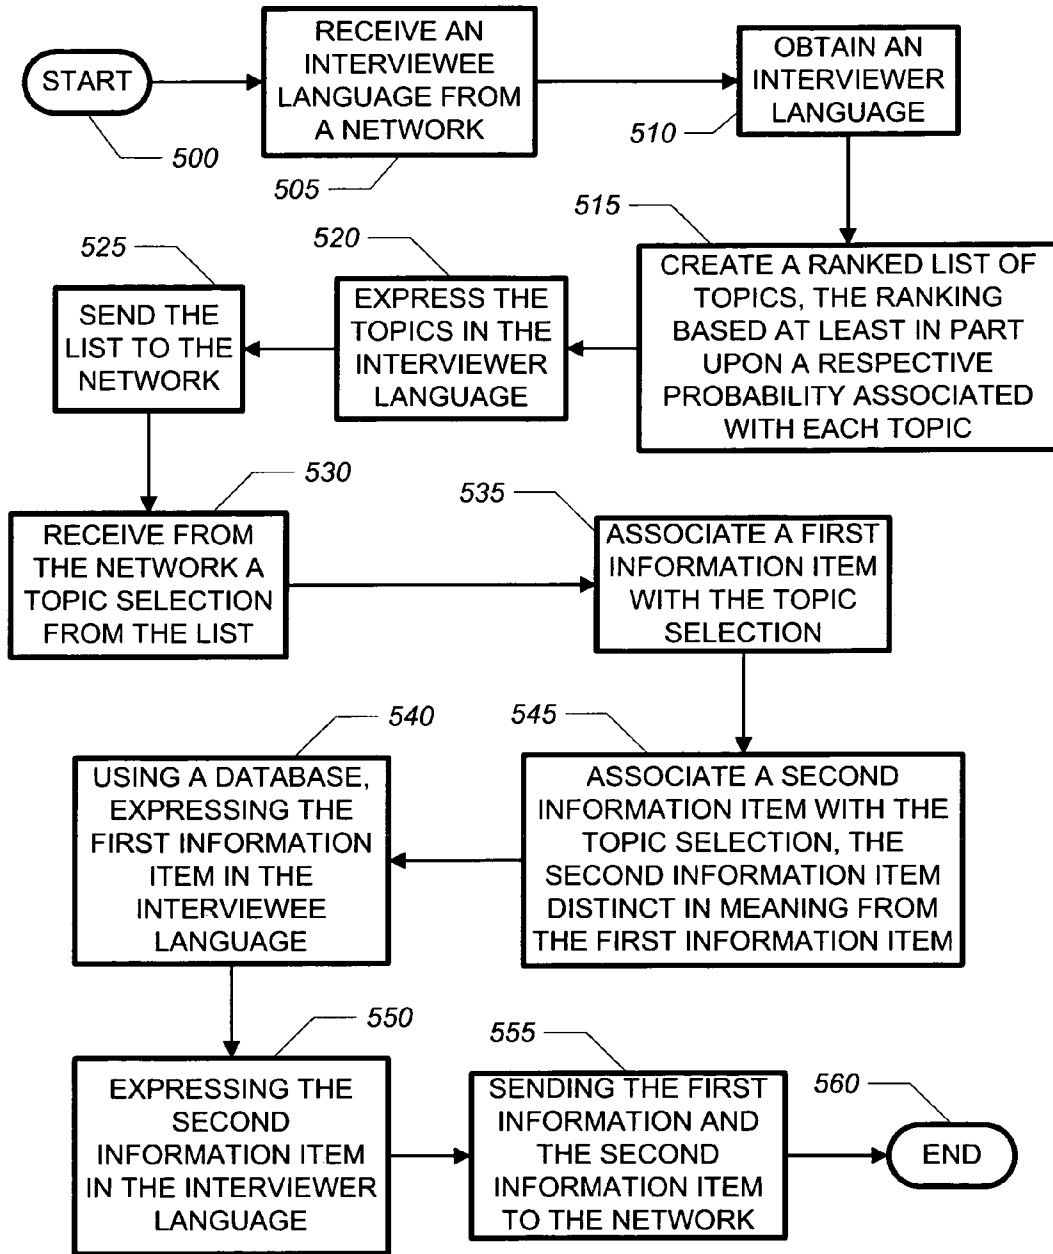 START
500
RECEIVE AN
INTERVIEWEE
LANGUAGE FROM
A NETWORK
505
OBTAIN AN
INTERVIEWER
LANGUAGE
510
515
CREATE A RANKED LIST OF
TOPICS, THE RANKING
BASED AT LEAST IN PART
UPON A RESPECTIVE
PROBABILITY ASSOCIATED
WITH EACH TOPIC
520
EXPRESS THE
TOPICS IN THE
INTERVIEWER
LANGUAGE
525
SEND THE
LIST TO THE
NETWORK
530
RECEIVE FROM
THE NETWORK A
TOPIC SELECTION
FROM THE LIST
535
ASSOCIATE A FIRST
INFORMATION ITEM
WITH THE TOPIC
SELECTION
545
ASSOCIATE A SECOND
INFORMATION ITEM WITH THE
TOPIC SELECTION, THE
SECOND INFORMATION ITEM
DISTINCT IN MEANING FROM
THE FIRST INFORMATION ITEM
540
USING A DATABASE,
EXPRESSING THE
FIRST INFORMATION
ITEM IN THE
INTERVIEWEE
LANGUAGE
550
EXPRESSING THE
SECOND
INFORMATION ITEM
IN THE INTERVIEWER
LANGUAGE
555
SENDING THE FIRST
INFORMATION AND
THE SECOND
INFORMATION ITEM
TO THE NETWORK
560
END